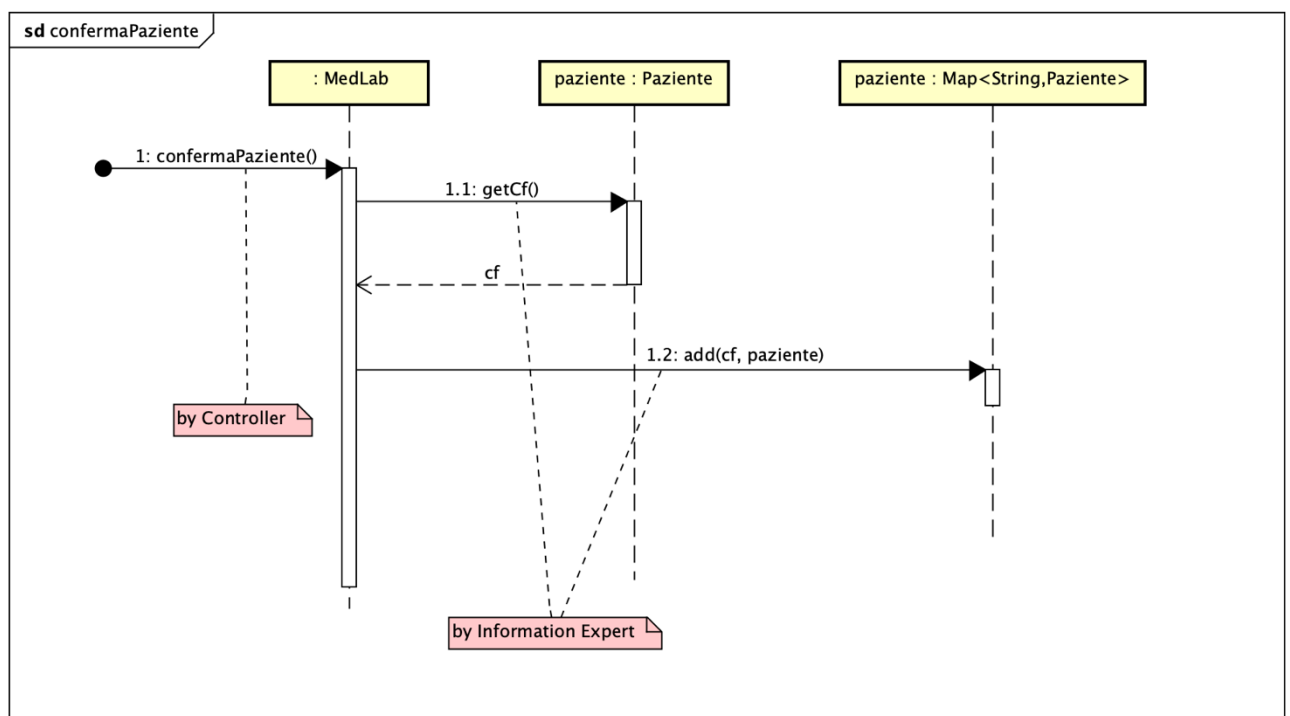 sd confermaPaziente
: MedLab
paziente : Paziente
paziente : Map<String,Paziente>
1: confermaPaziente()
1.1: getCf()
cf
1.2: add(cf, paziente)
by Controller
by Information Expert